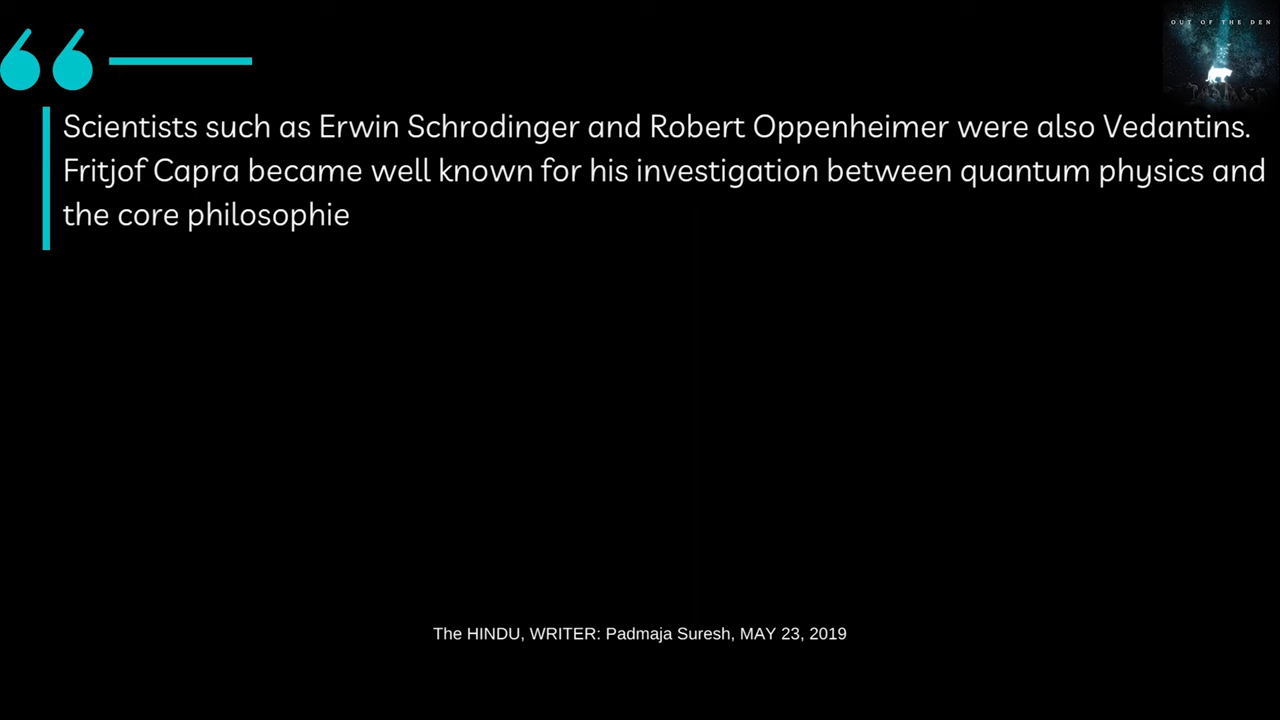 OUT OF THE DEN
Scientists such as Erwin Schrodinger and Robert Oppenheimer were also Vedantins.
Fritjof Capra became well known for his investigation between quantum physics and
the core philosophie
The HINDU, WRITER: Padmaja Suresh, MAY 23, 2019